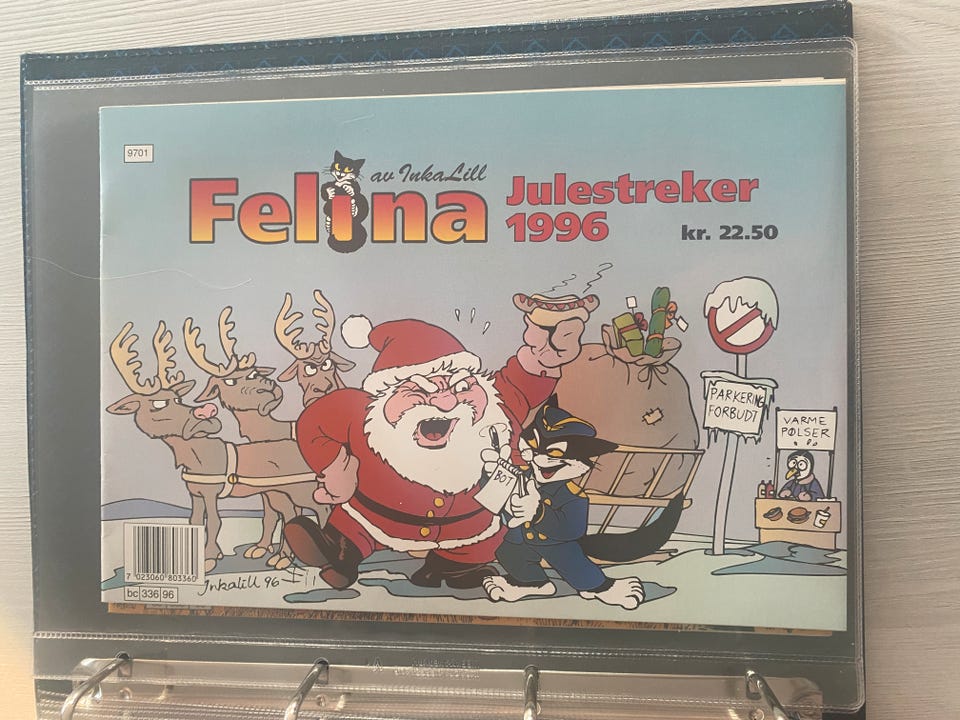 9701
av InkaLill
Felina
Julestreker
1996
kr. 22.50
PARKERING
FORBUDT
VARME
PØLSER
BOT
7 023060 803360
bc 336 96
Inkalill 96